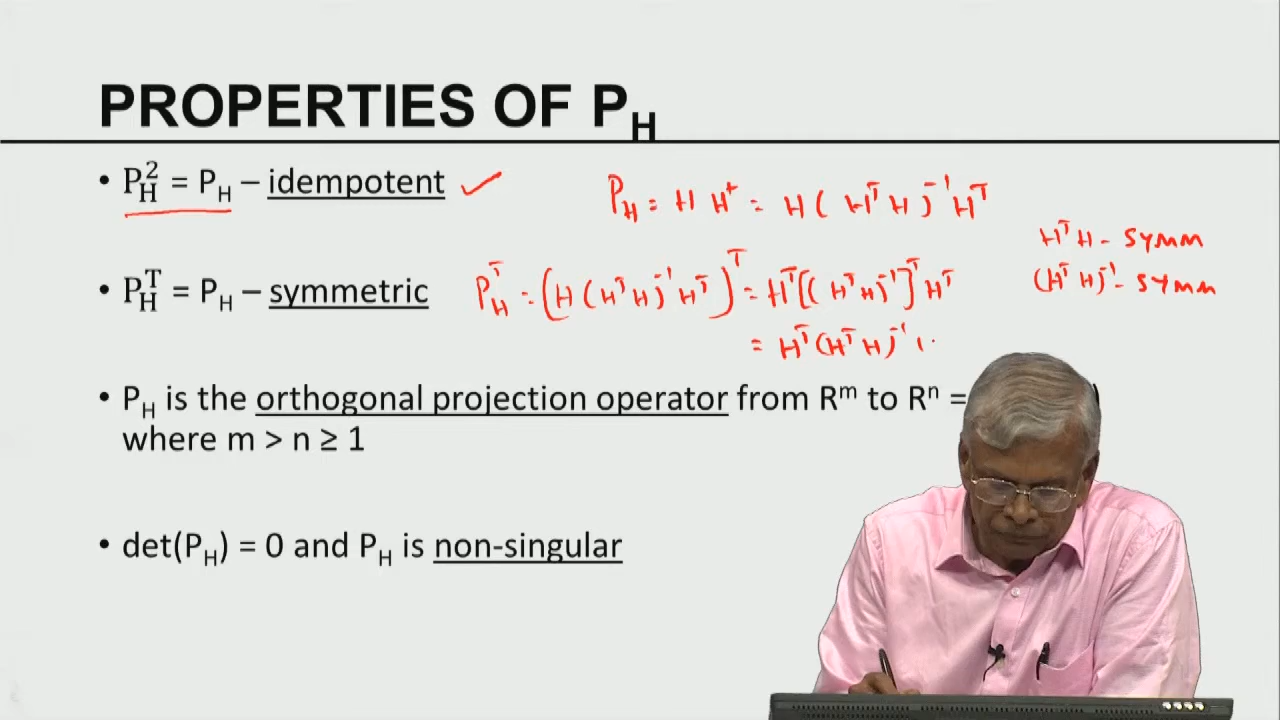 PROPERTIES OF P_H
• P_H^2 = P_H – idempotent ✓
P_H = H H^+ = H ( H^T H )^-1 H^T
H^T H - SYMM
(H^T H)^-1 - SYMM
• P_H^T = P_H – symmetric
P_H^T = (H (H^T H)^-1 H^T)^T = H^T [(H^T H)^-1]^T H^T
= H^T (H^T H)^-1
• P_H is the orthogonal projection operator from R^m to R^n =
where m > n ≥ 1
• det(P_H) = 0 and P_H is non-singular